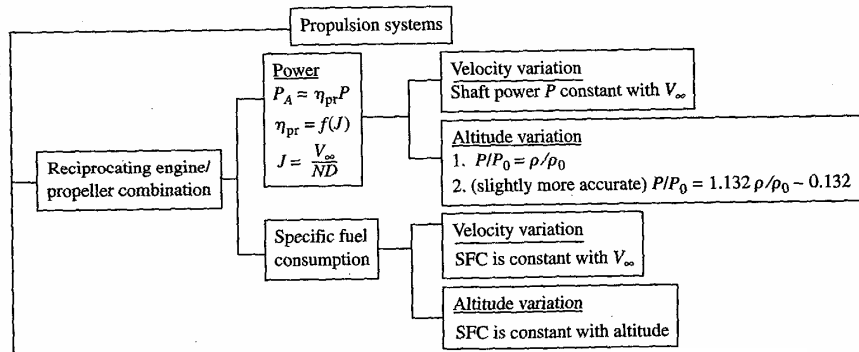 Propulsion systems
Reciprocating engine/
propeller combination
Power
P_A ≈ η_pr P
η_pr = f(J)
J = V_∞/ND
Velocity variation
Shaft power P constant with V_∞
Altitude variation
1. P/P_0 = ρ/ρ_0
2. (slightly more accurate) P/P_0 = 1.132 ρ/ρ_0 – 0.132
Specific fuel
consumption
Velocity variation
SFC is constant with V_∞
Altitude variation
SFC is constant with altitude